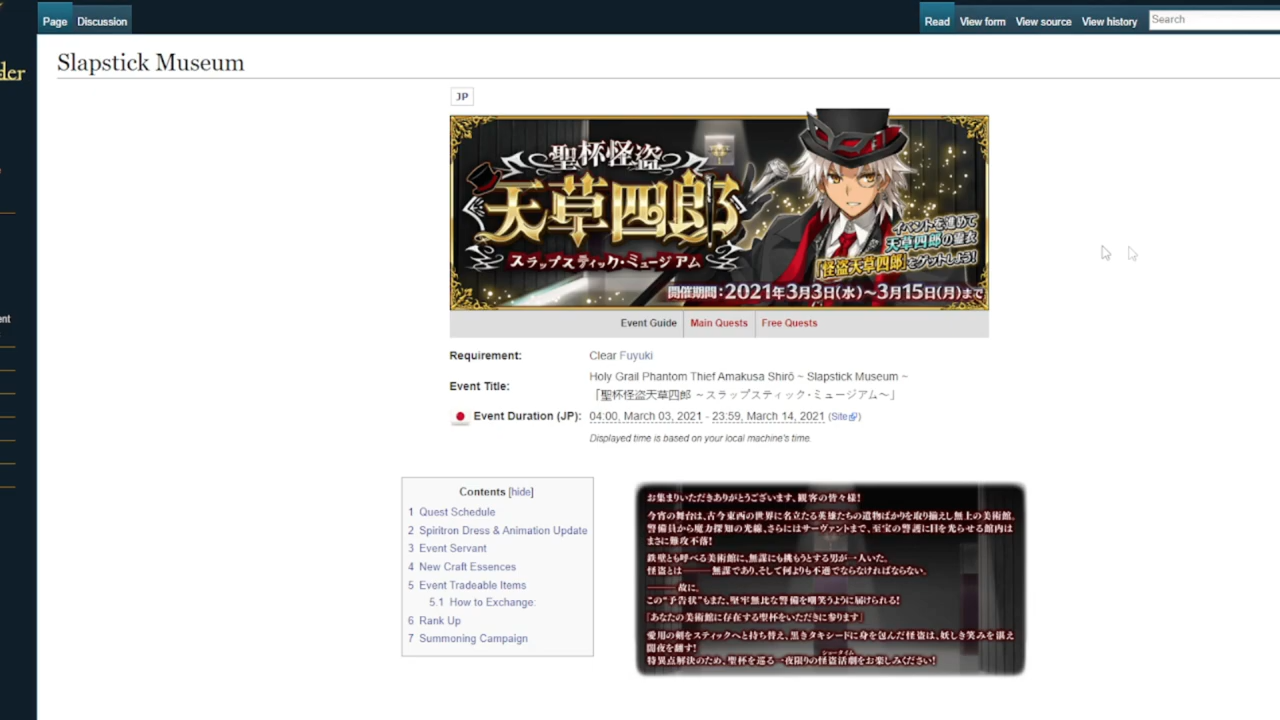 Page
Discussion
Read
View form
View source
View history
Search
der
Slapstick Museum
JP
聖杯怪盗
天草四郎
スラップスティック・ミュージアム
イベントを進めて
天草四郎の霊衣
「怪盗天草四郎」をゲットしよう!
開催期間:2021年3月3日(水)~3月15日(月)まで
Event Guide
Main Quests
Free Quests
ent
Requirement:
Clear Fuyuki
Event Title:
Holy Grail Phantom Thief Amakusa Shirō ~ Slapstick Museum ~
「聖杯怪盗天草四郎 ~スラップスティック・ミュージアム~」
Event Duration (JP):
04:00, March 03, 2021 - 23:59, March 14, 2021 (Site)
Displayed time is based on your local machine's time.
Contents [hide]
1 Quest Schedule
2 Spiritron Dress & Animation Update
3 Event Servant
4 New Craft Essences
5 Event Tradeable Items
5.1 How to Exchange:
6 Rank Up
7 Summoning Campaign
お集まりいただきありがとうございます、観客の皆々様!
今宵の舞台は、古今東西の世界に名立たる英雄たちの遺物ばかりを取り揃えし無上の美術館。
警備員から魔力探知の光線、さらにはサーヴァントまで、至宝の警護に目を光らせる館内は
まさに難攻不落!
鉄壁とも呼べる美術館に、無謀にも挑もうとする男が一人いた。
怪盗とは――無謀であり、そして何よりも不遜でならなければならない。
――故に。
この“予告状”もまた、堅牢無比な警備を嘲笑うように届けられる!
『あなたの美術館に存在する聖杯をいただきに参ります』
愛用の剣をスティックへと持ち替え、黒きタキシードに身を包んだ怪盗は、妖しき笑みを湛え
闇夜を翻す!
特異点解決のため、聖杯を巡る一夜限りの怪盗活劇をお楽しみください!